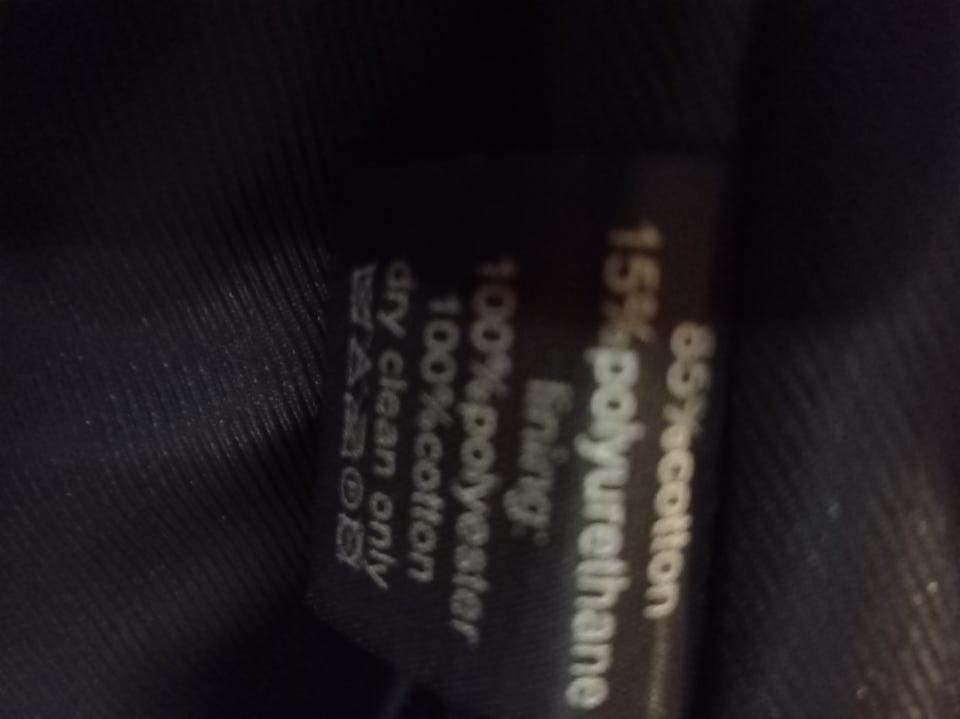 85%cotton
15%polyurethane
lining:
100%polyester
100%cotton
dry clean only